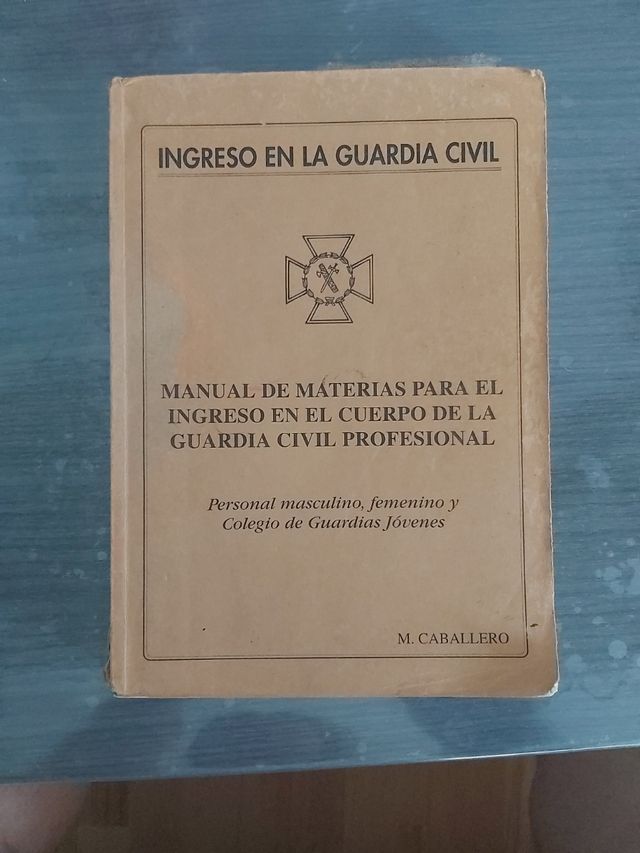 INGRESO EN LA GUARDIA CIVIL
MANUAL DE MATERIAS PARA EL
INGRESO EN EL CUERPO DE LA
GUARDIA CIVIL PROFESIONAL
Personal masculino, femenino y
Colegio de Guardias Jóvenes
M. CABALLERO